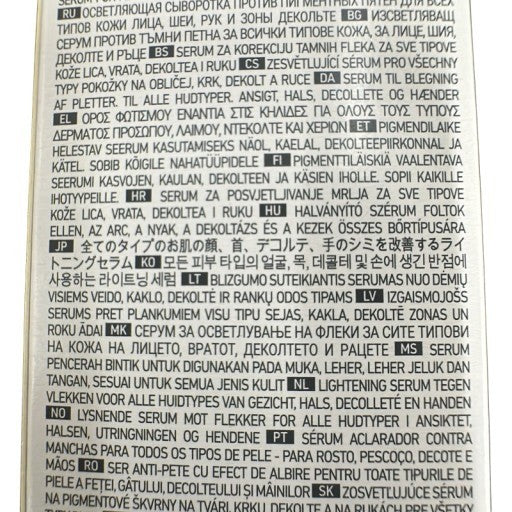 RU ОСВЕТЛЯЮЩАЯ СЫВОРОТКА ПРОТИВ ПИГМЕНТНЫХ ПЯТЕН ДЛЯ ВСЕХ
ТИПОВ КОЖИ ЛИЦА, ШЕИ, РУК И ЗОНЫ ДЕКОЛЬТЕ BG ИЗСВЕТЛЯВАЩ
СЕРУМ ПРОТИВ ТЪМНИ ПЕТНА ЗА ВСИЧКИ ТИПОВЕ КОЖА, ЗА ЛИЦЕ, ШИЯ,
ДЕКОЛТЕ И РЪЦЕ BS SERUM ZA KOREKCIJU TAMNIH FLEKA ZA SVE TIPOVE
KOŽE LICA, VRATA, DEKOLTEA I RUKU CS ZESVĚTLUJÍCÍ SÉRUM PRO VŠECHNY
TYPY POKOŽKY NA OBLIČEJ, KRK, DEKOLT A RUCE DA SERUM TIL BLEGNING
AF PLETTER. TIL ALLE HUDTYPER. ANSIGT, HALS, DECOLLETE OG HÆNDER
EL ΟΡΟΣ ΦΩΤΙΣΜΟΥ ΕΝΑΝΤΙΑ ΣΤΙΣ ΚΗΛΙΔΕΣ ΓΙΑ ΟΛΟΥΣ ΤΟΥΣ ΤΥΠΟΥΣ
ΔΕΡΜΑΤΟΣ ΠΡΟΣΩΠΟΥ, ΛΑΙΜΟΥ, ΝΤΕΚΟΛΤΕ ΚΑΙ ΧΕΡΙΩΝ ET PIGMENDILAIKE
HELESTAV SEERUM KASUTAMISEKS NÄOL, KAELAL, DEKOLTEEPIIRKONNAL JA
KÄTEL. SOBIB KÕIGILE NAHATÜÜPIDELE FI PIGMENTTILÄISKIÄ VAALENTAVA
SEERUMI KASVOJEN, KAULAN, DEKOLTEEN JA KÄSIEN IHOLLE. SOPII KAIKILLE
IHOTYYPEILLE. HR SERUM ZA POSVJETLJIVANJE MRLJA ZA SVE TIPOVE
KOŽE LICA, VRATA, DEKOLTEA I RUKU HU HALVÁNYÍTÓ SZÉRUM FOLTOK
ELLEN, AZ ARC, A NYAK, A DEKOLTÁZS ÉS A KEZEK ÖSSZES BŐRTÍPUSÁRA
JP 全てのタイプのお肌の顔、首、デコルテ、手のシミを改善するライ
トニングセラム KO 모든 피부 타입의 얼굴, 목, 데콜테 및 손에 생긴 반점에
사용하는 라이트닝 세럼 LT BLIZGUMO SUTEIKIANTIS SERUMAS NUO DĖMIŲ
VISIEMS VEIDO, KAKLO, DEKOLTĖ IR RANKŲ ODOS TIPAMS LV IZGAISMOJOŠS
SERUMS PRET PLANKUMIEM VISU TIPU SEJAS, KAKLA, DEKOLTĒ ZONAS UN
ROKU ĀDAI MK СЕРУМ ЗА ОСВЕТЛУВАЊЕ НА ФЛЕКИ ЗА СИТЕ ТИПОВИ
НА КОЖА НА ЛИЦЕТО, ВРАТОТ, ДЕКОЛТЕТО И РАЦЕТЕ MS SERUM
PENCERAH BINTIK UNTUK DIGUNAKAN PADA MUKA, LEHER, LEHER JELUK DAN
TANGAN, SESUAI UNTUK SEMUA JENIS KULIT NL LIGHTENING SERUM TEGEN
VLEKKEN VOOR ALLE HUIDTYPES VAN GEZICHT, HALS, DECOLLETÉ EN HANDEN
NO LYSNENDE SERUM MOT FLEKKER FOR ALLE HUDTYPER I ANSIKTET,
HALSEN, UTRINGNINGEN OG HENDENE PT SÉRUM ACLARADOR CONTRA
MANCHAS PARA TODOS OS TIPOS DE PELE - PARA ROSTO, PESCOÇO, DECOTE E
MÃOS RO SER ANTI-PETE CU EFECT DE ALBIRE PENTRU TOATE TIPURILE DE
PIELE A FEȚEI, GÂTULUI, DECOLTEULUI ȘI MÂINILOR SK ZOSVETĽUJÚCE SÉRUM
NA PIGMENTOVÉ ŠKVRNY NA TVÁRI, KRKU, DEKOLTE A NA RUKÁCH PRE VŠETKY